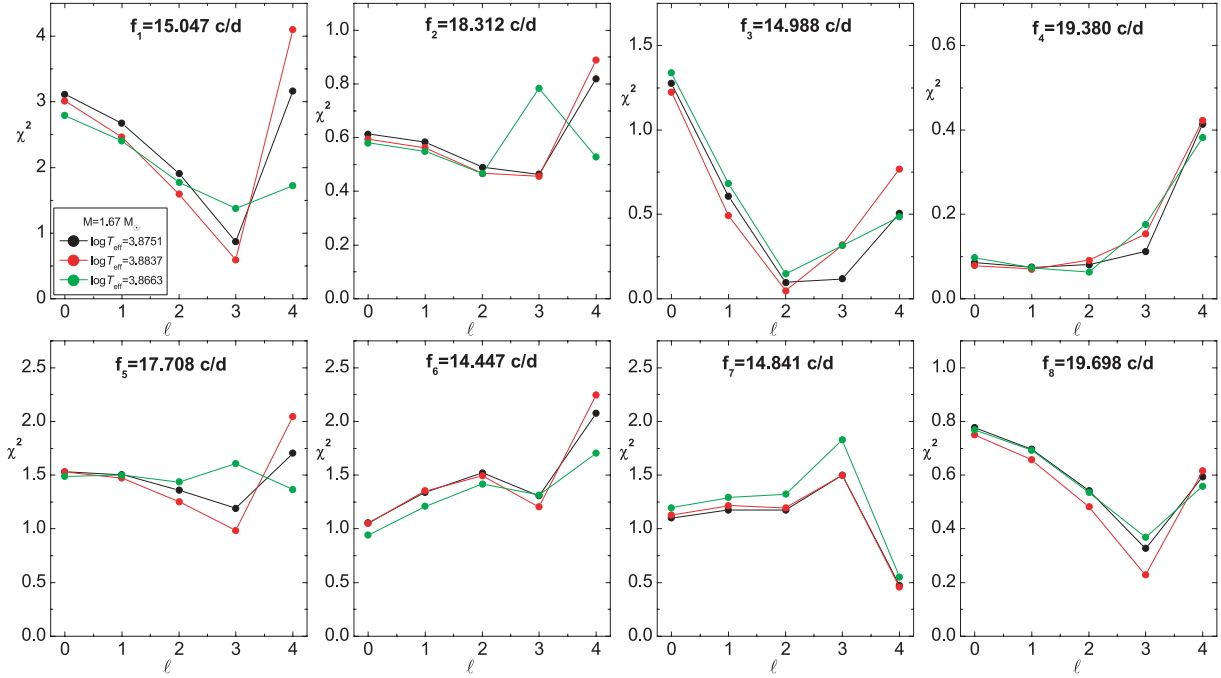 f1=15.047 c/d
4
3
2
1
0
χ²
M=1.67 M☉
log Teff=3.8751
log Teff=3.8837
log Teff=3.8663
0 1 2 3 4
ℓ
f2=18.312 c/d
1.0
0.8
0.6
0.4
0.2
0.0
χ²
0 1 2 3 4
ℓ
f3=14.988 c/d
1.5
1.0
0.5
0.0
χ²
0 1 2 3 4
ℓ
f4=19.380 c/d
0.6
0.4
0.2
0.0
χ²
0 1 2 3 4
ℓ
f5=17.708 c/d
2.5
2.0
1.5
1.0
0.5
0.0
χ²
0 1 2 3 4
ℓ
f6=14.447 c/d
2.5
2.0
1.5
1.0
0.5
0.0
χ²
0 1 2 3 4
ℓ
f7=14.841 c/d
2.5
2.0
1.5
1.0
0.5
0.0
χ²
0 1 2 3 4
ℓ
f8=19.698 c/d
1.0
0.8
0.6
0.4
0.2
0.0
χ²
0 1 2 3 4
ℓ